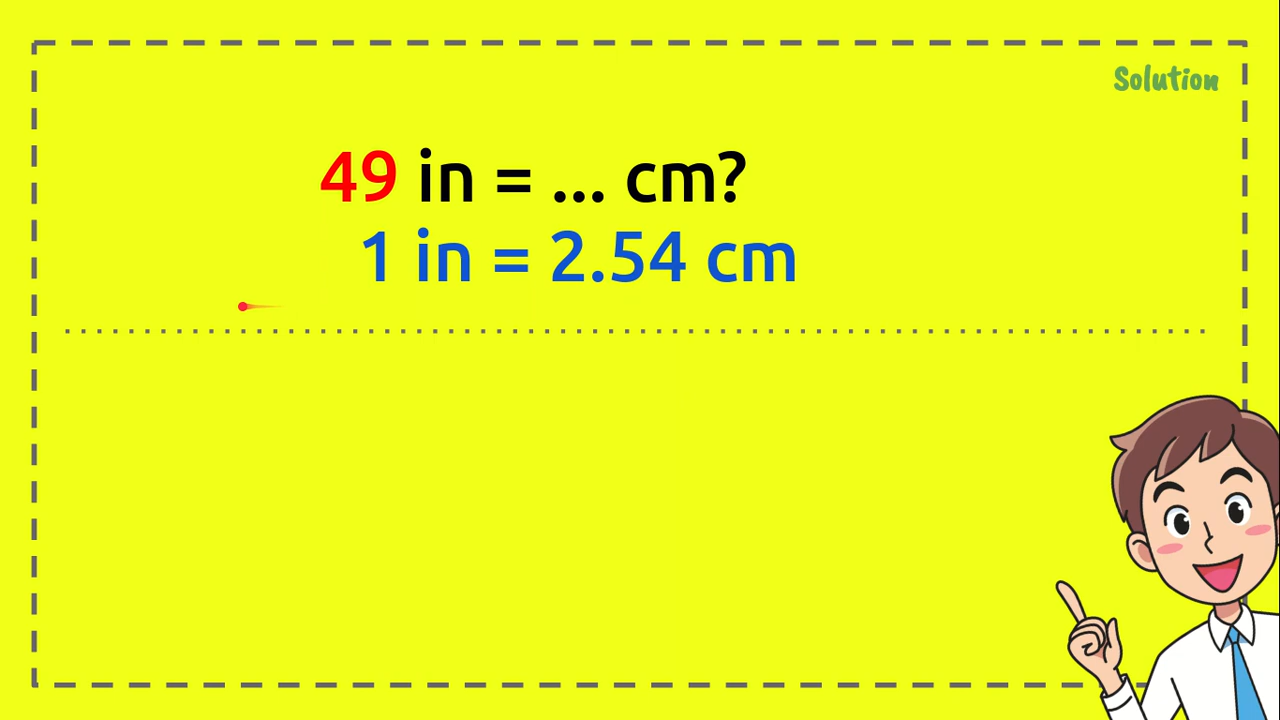 Solution
49 in = ... cm?
1 in = 2.54 cm